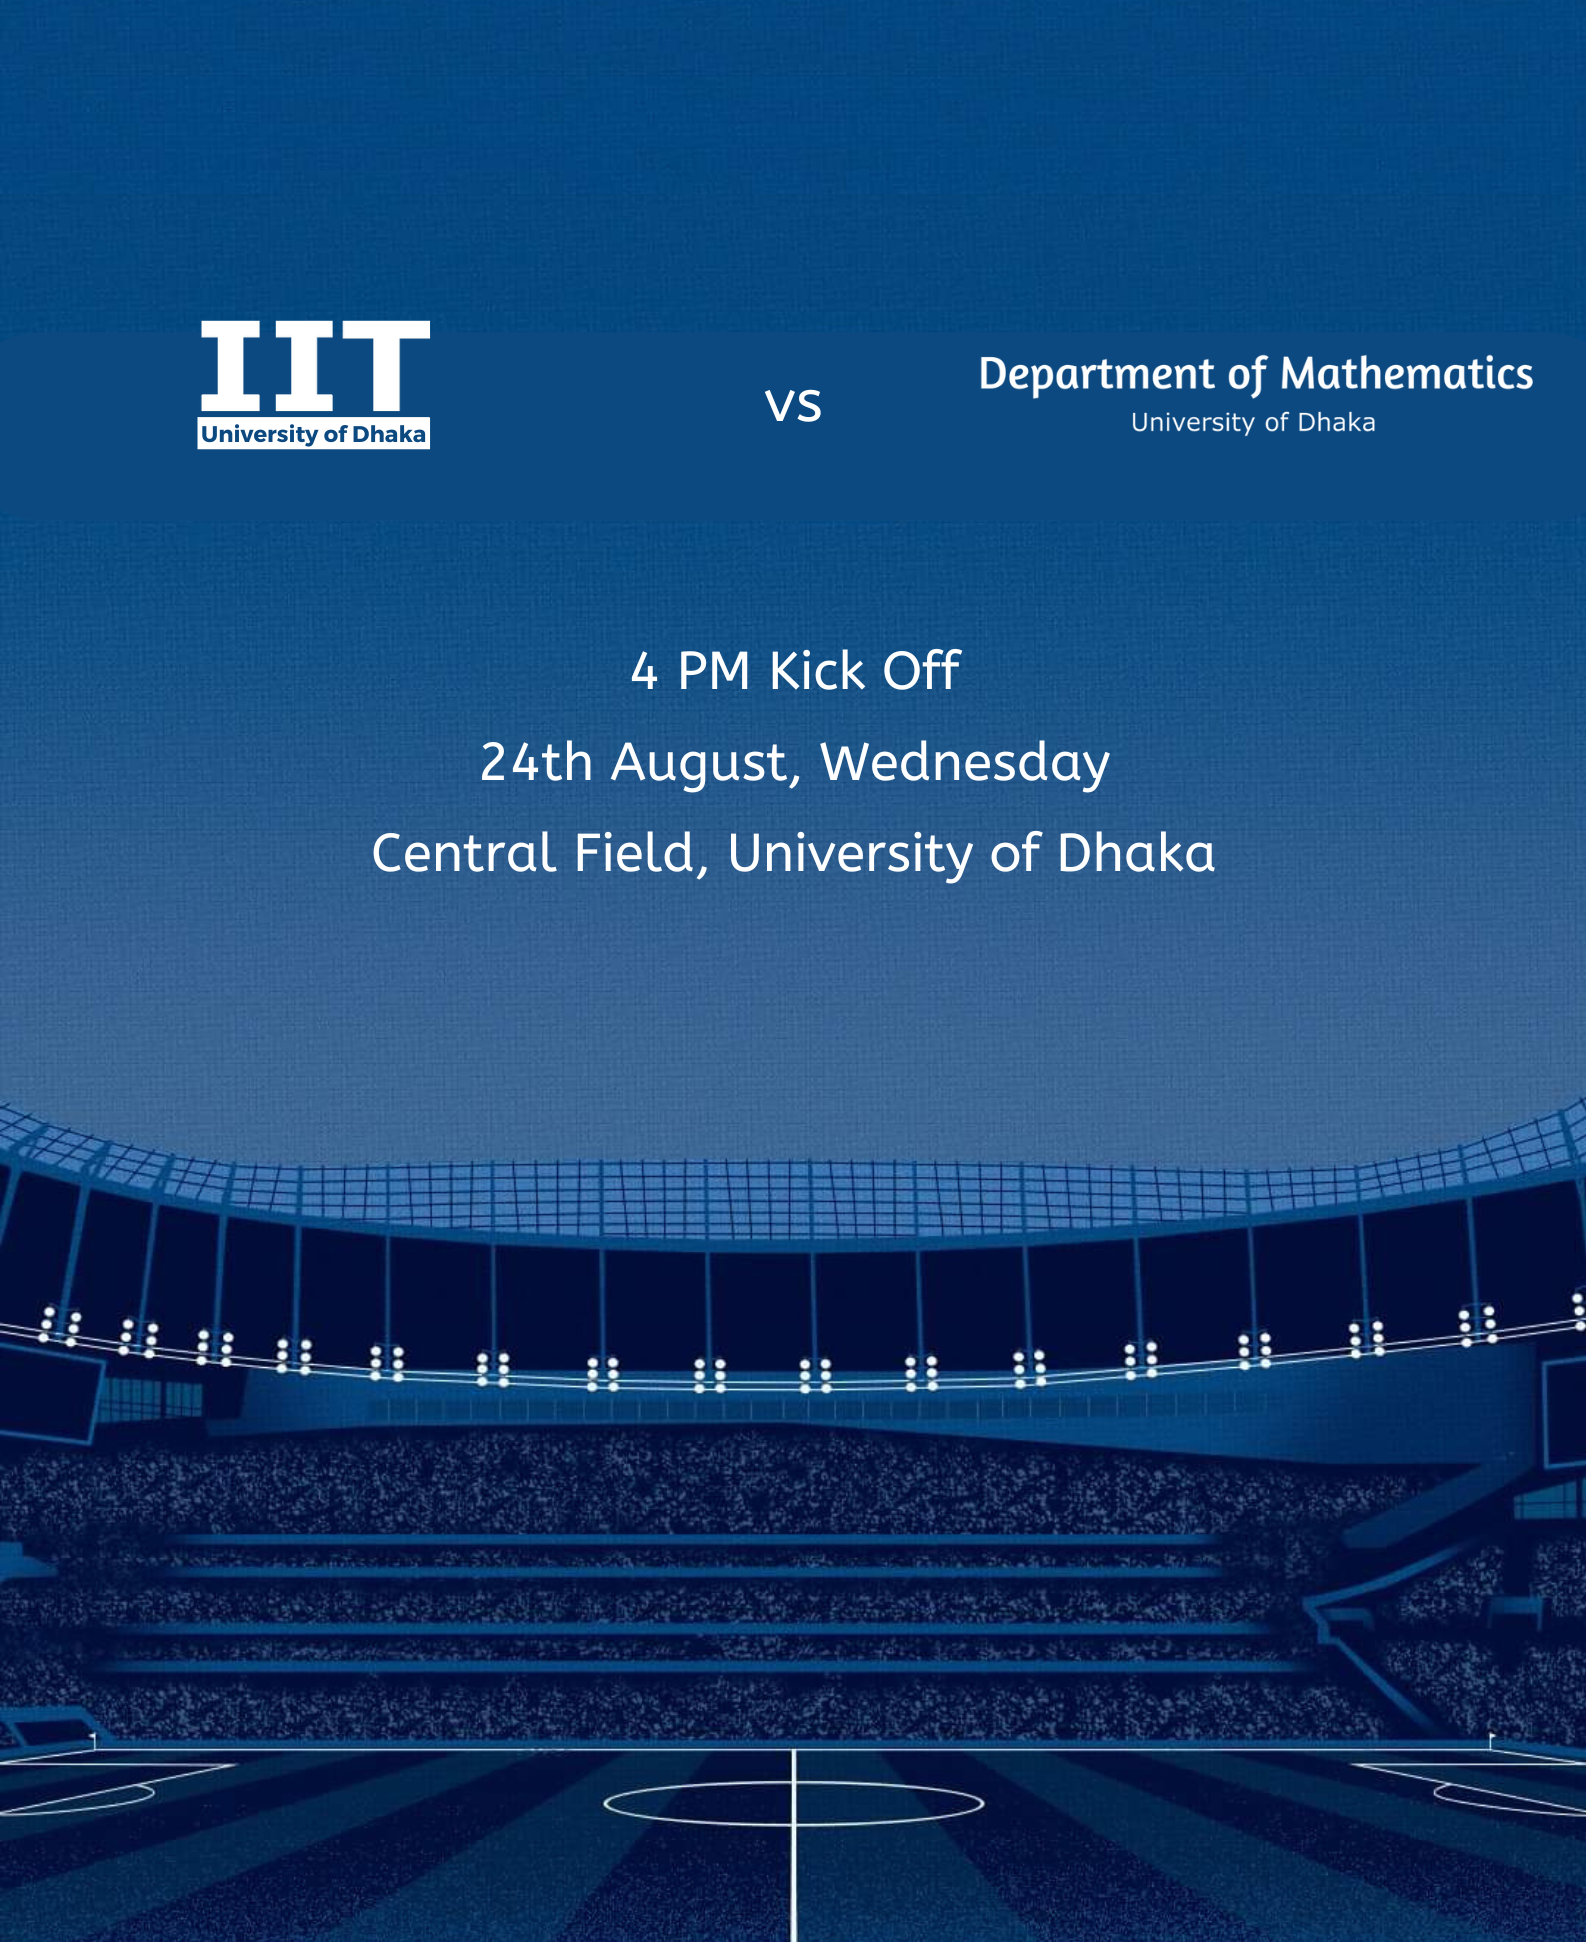 IIT
University of Dhaka
vs
Department of Mathematics
University of Dhaka
4 PM Kick Off
24th August, Wednesday
Central Field, University of Dhaka